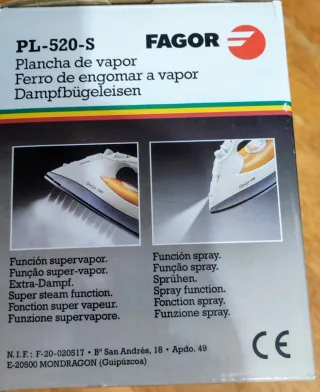 PL-520-S
FAGOR
Plancha de vapor
Ferro de engomar a vapor
Dampfbügeleisen
Función supervapor.
Função super-vapor.
Extra-Dampf.
Super steam function.
Fonction super vapeur.
Funzione supervapore.
Función spray.
Função spray.
Sprühen.
Spray function.
Fonction spray.
Funzione spray.
N.I.F.: F-20-020517 • Bº San Andrés, 18 • Apdo. 49
E-20500 MONDRAGON (Guipúzcoa)
CE